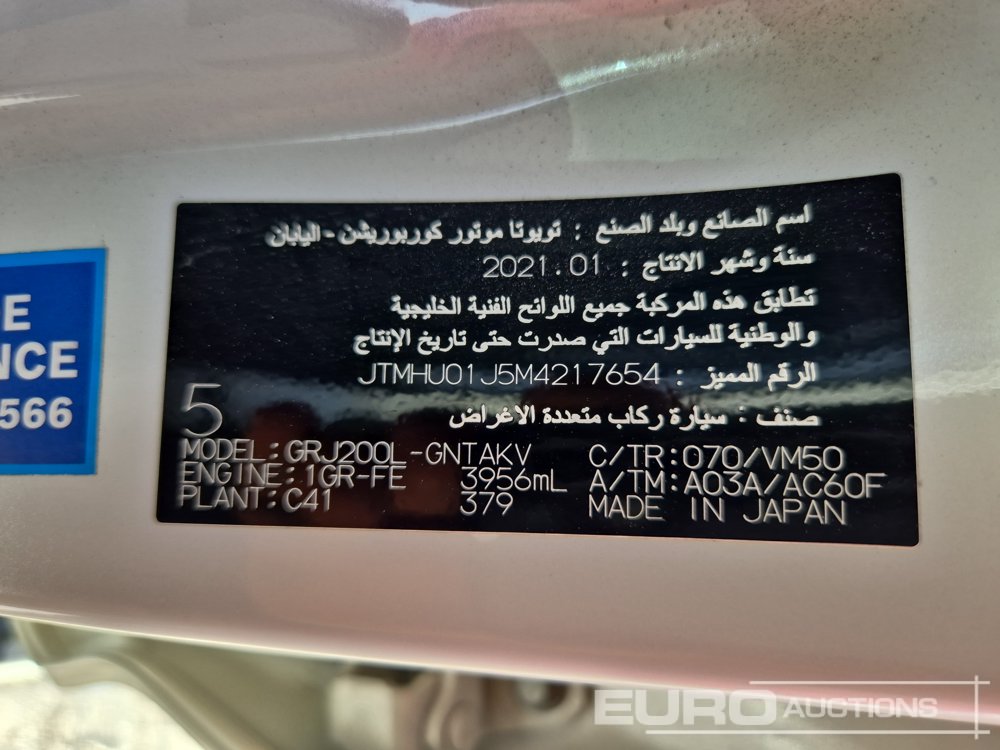 اسم الصانع وبلد الصنع : تويوتا موتور كوربوريشن - اليابان
سنة وشهر الانتاج : 2021.01
تطابق هذه المركبة جميع اللوائح الفنية الخليجية
والوطنية للسيارات التي صدرت حتى تاريخ الإنتاج
الرقم المميز : JTMHU01J5M4217654
صنف : سيارة ركاب متعددة الاغراض
5
MODEL:GRJ200L-GNTAKV C/TR:070/VM50
ENGINE:1GR-FE 3956mL A/TM:A03A/AC60F
PLANT:C41 379 MADE IN JAPAN
566
EURO AUCTIONS